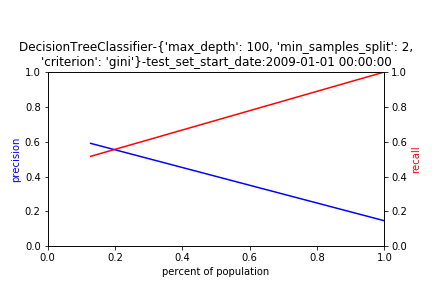 DecisionTreeClassifier-{'max_depth': 100, 'min_samples_split': 2,
'criterion': 'gini'}-test_set_start_date:2009-01-01 00:00:00
1.0
0.8
0.6
0.4
0.2
0.0
precision
1.0
0.8
0.6
0.4
0.2
0.0
recall
0.0 0.2 0.4 0.6 0.8 1.0
percent of population